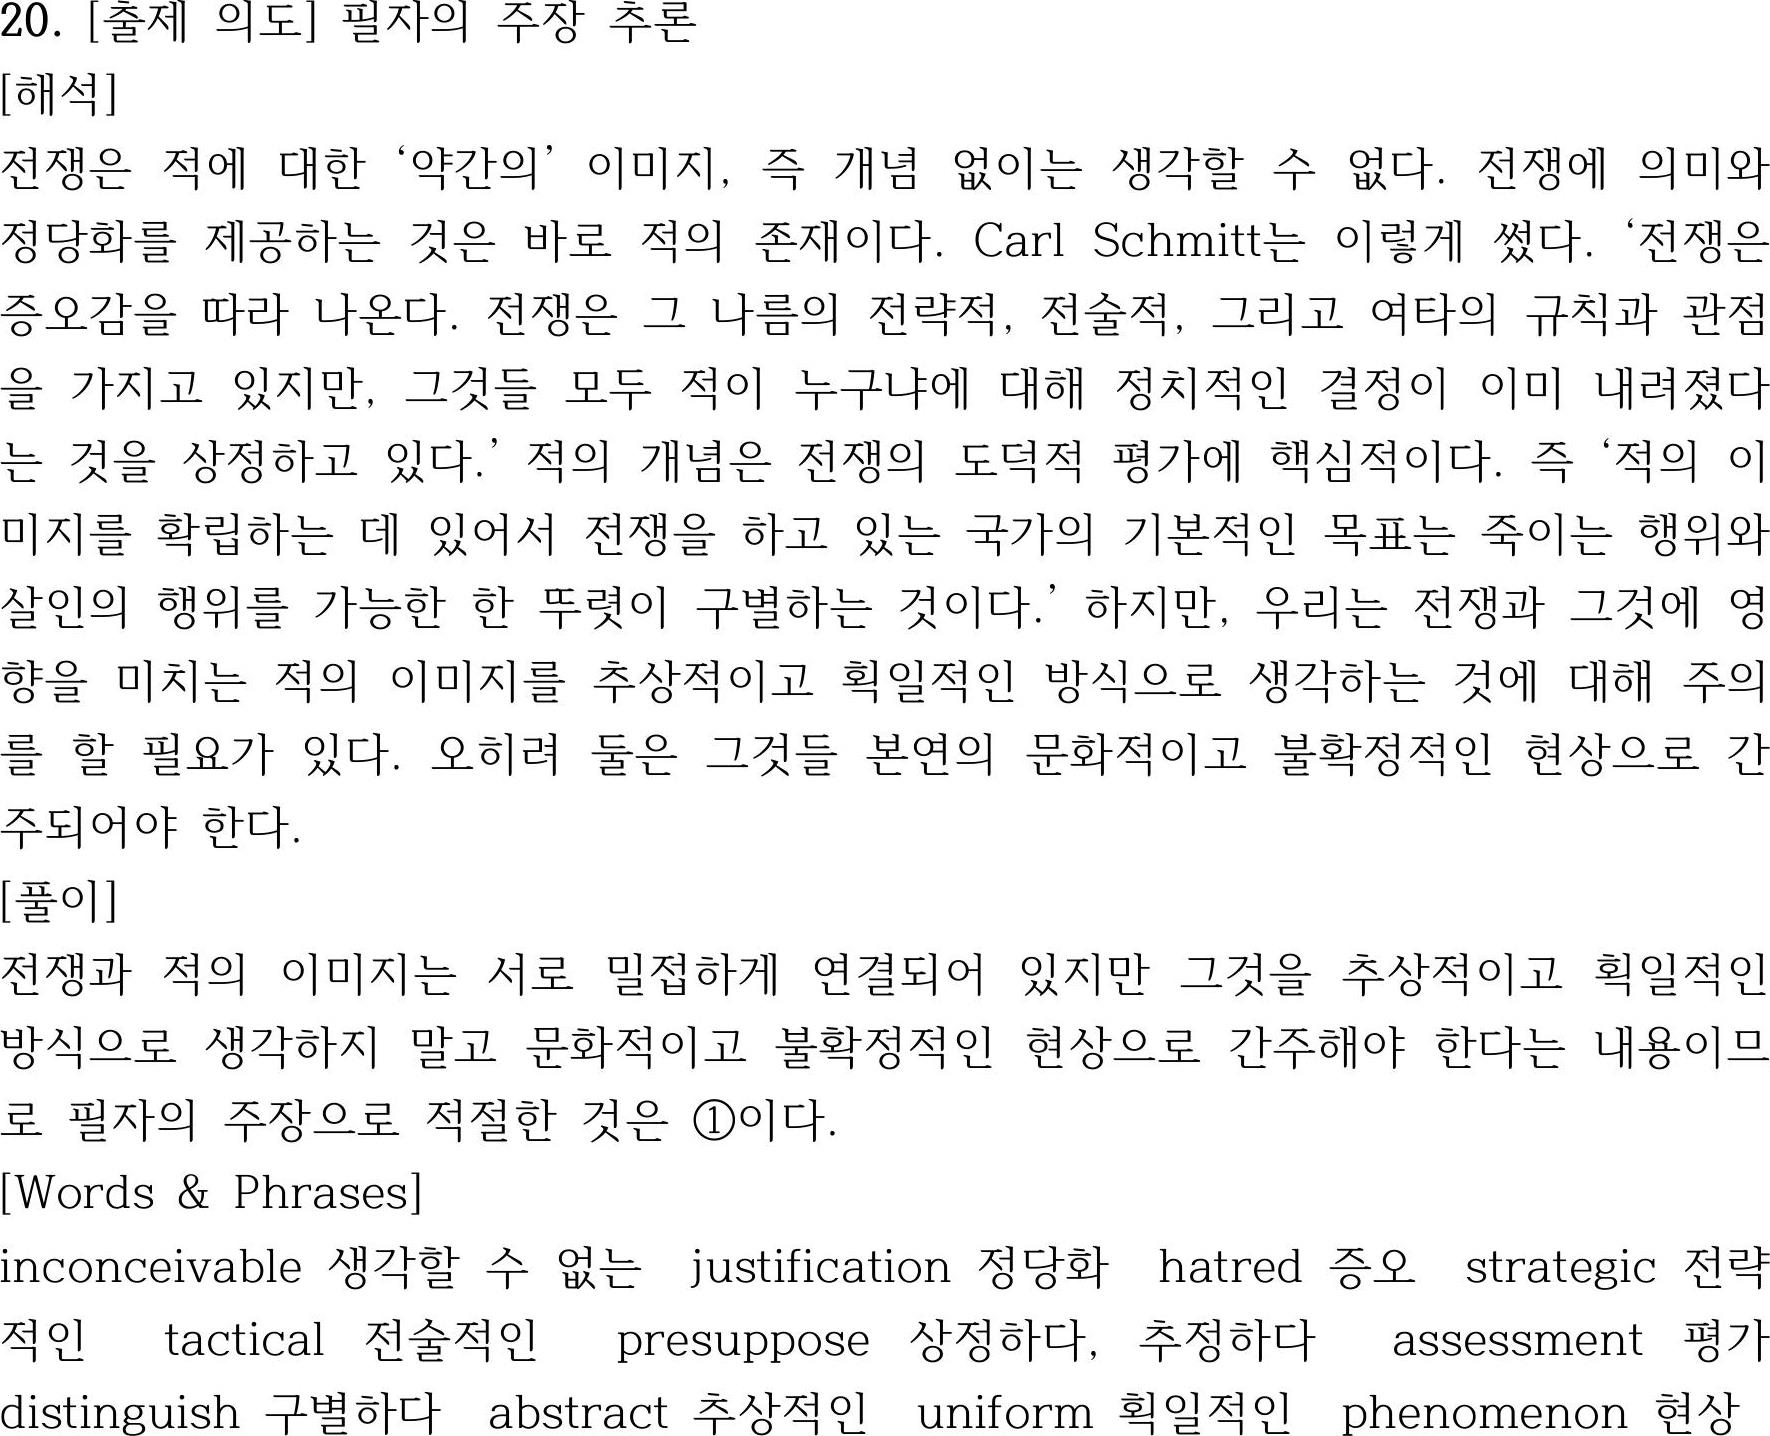 20. [출제 의도] 필자의 주장 추론
[해석]
전쟁은 적에 대한 ‘약간의’ 이미지, 즉 개념 없이는 생각할 수 없다. 전쟁에 의미와
정당화를 제공하는 것은 바로 적의 존재이다. Carl Schmitt는 이렇게 썼다. ‘전쟁은
증오감을 따라 나온다. 전쟁은 그 나름의 전략적, 전술적, 그리고 여타의 규칙과 관점
을 가지고 있지만, 그것들 모두 적이 누구냐에 대해 정치적인 결정이 이미 내려졌다
는 것을 상정하고 있다.’ 적의 개념은 전쟁의 도덕적 평가에 핵심적이다. 즉 ‘적의 이
미지를 확립하는 데 있어서 전쟁을 하고 있는 국가의 기본적인 목표는 죽이는 행위와
살인의 행위를 가능한 한 뚜렷이 구별하는 것이다.’ 하지만, 우리는 전쟁과 그것에 영
향을 미치는 적의 이미지를 추상적이고 획일적인 방식으로 생각하는 것에 대해 주의
를 할 필요가 있다. 오히려 둘은 그것들 본연의 문화적이고 불확정적인 현상으로 간
주되어야 한다.
[풀이]
전쟁과 적의 이미지는 서로 밀접하게 연결되어 있지만 그것을 추상적이고 획일적인
방식으로 생각하지 말고 문화적이고 불확정적인 현상으로 간주해야 한다는 내용이므
로 필자의 주장으로 적절한 것은 ①이다.
[Words & Phrases]
inconceivable 생각할 수 없는 justification 정당화 hatred 증오 strategic 전략
적인 tactical 전술적인 presuppose 상정하다, 추정하다 assessment 평가
distinguish 구별하다 abstract 추상적인 uniform 획일적인 phenomenon 현상